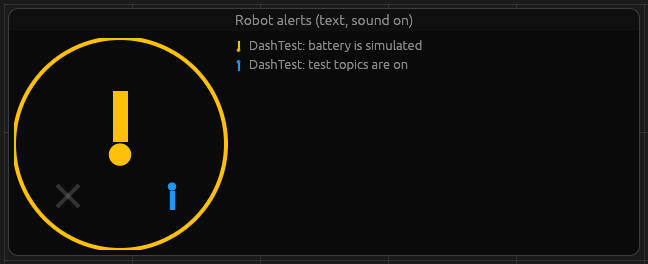 Robot alerts (text, sound on)
DashTest: battery is simulated
DashTest: test topics are on